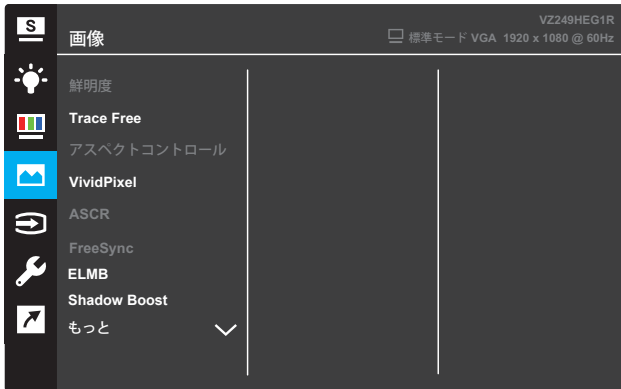 S
VZ249HEG1R
画像
標準モード VGA 1920 x 1080 @ 60Hz
鮮明度
Trace Free
アスペクトコントロール
VividPixel
ASCR
FreeSync
ELMB
Shadow Boost
もっと